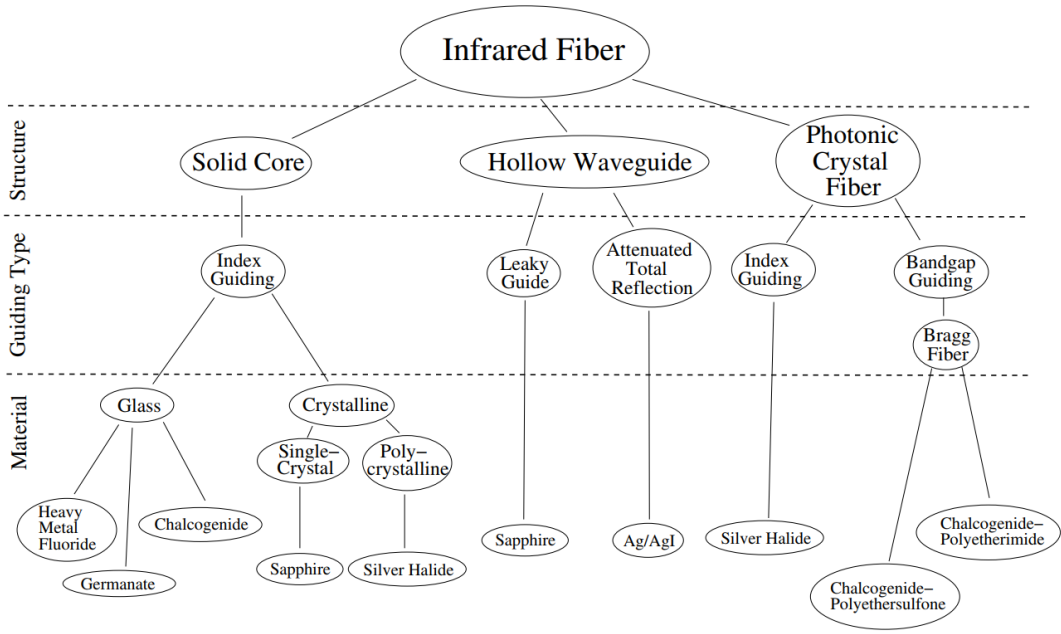 Infrared Fiber
Structure
Solid Core
Hollow Waveguide
Photonic
Crystal
Fiber
Guiding Type
Index
Guiding
Leaky
Guide
Attenuated
Total
Reflection
Index
Guiding
Bandgap
Guiding
Bragg
Fiber
Material
Glass
Crystalline
Single–
Crystal
Poly–
crystalline
Heavy
Metal
Fluoride
Germanate
Chalcogenide
Sapphire
Silver Halide
Sapphire
Ag/AgI
Silver Halide
Chalcogenide–
Polyethersulfone
Chalcogenide–
Polyetherimide